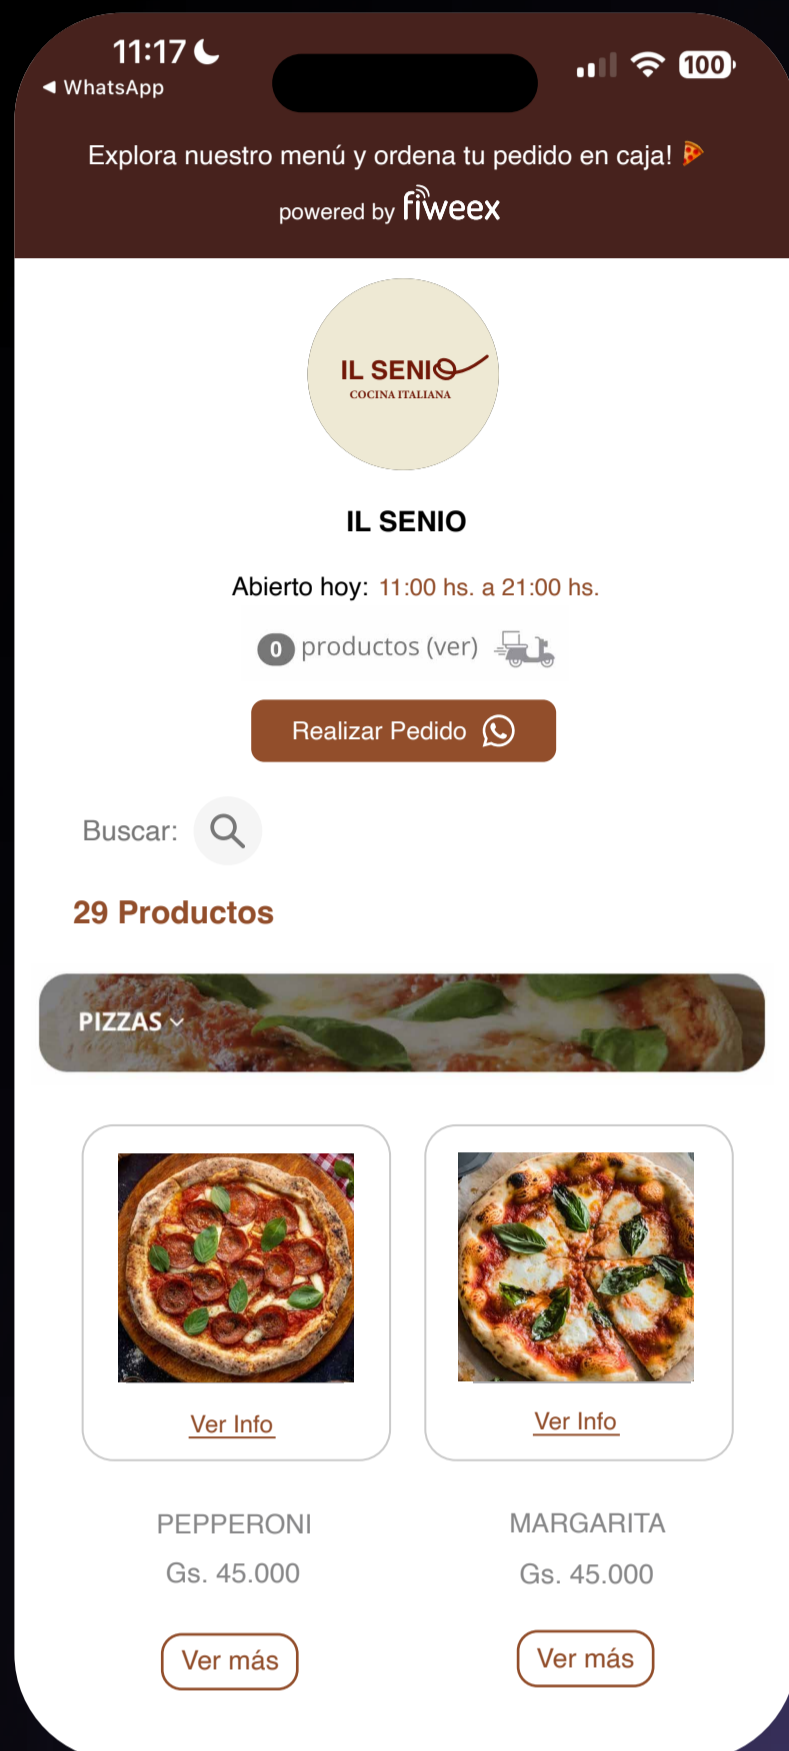 11:17
◀ WhatsApp
100
Explora nuestro menú y ordena tu pedido en caja! 🍕
powered by fiweex
IL SENIO
COCINA ITALIANA
IL SENIO
Abierto hoy: 11:00 hs. a 21:00 hs.
0 productos (ver)
Realizar Pedido
Buscar:
29 Productos
PIZZAS
Ver Info
Ver Info
PEPPERONI
MARGARITA
Gs. 45.000
Gs. 45.000
Ver más
Ver más